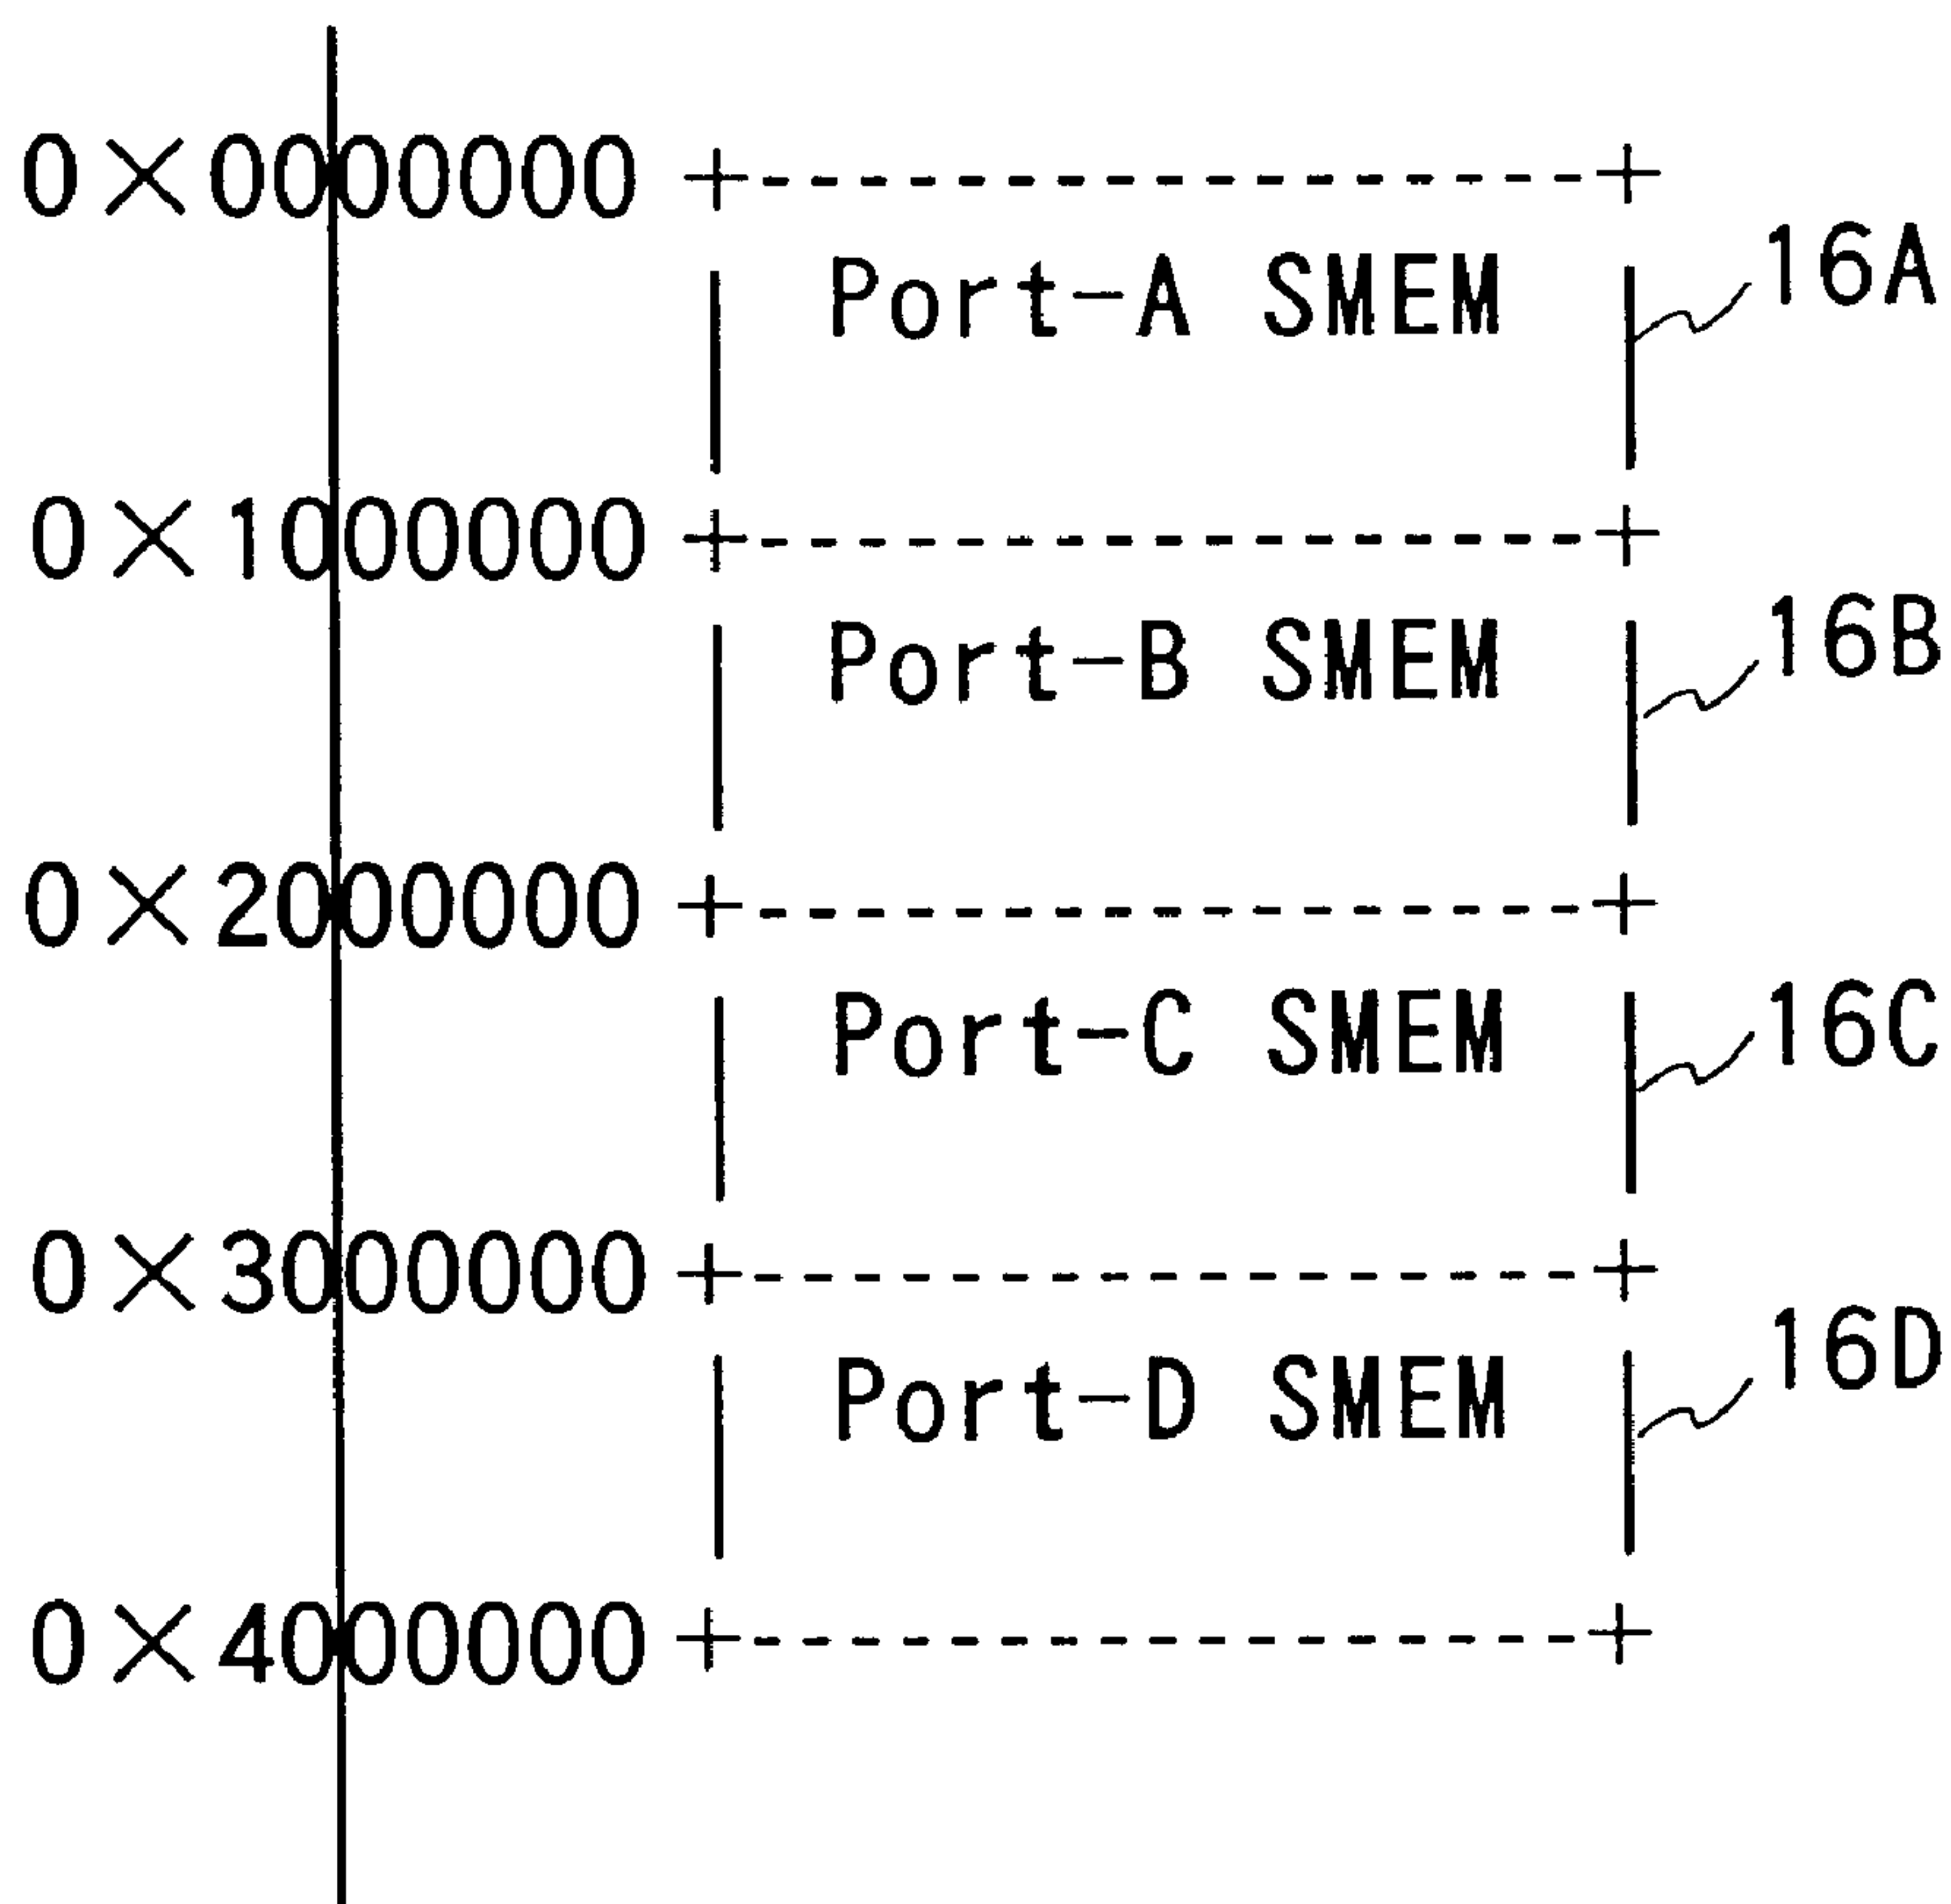 0×0000000
Port-A SMEM
16A
0×1000000
Port-B SMEM
16B
0×2000000
Port-C SMEM
16C
0×3000000
Port-D SMEM
16D
0×4000000